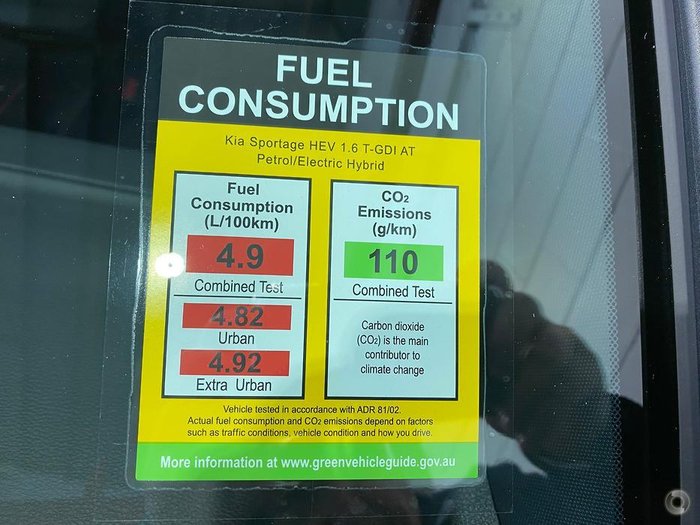 FUEL
CONSUMPTION
Kia Sportage HEV 1.6 T-GDI AT
Petrol/Electric Hybrid
Fuel
Consumption
(L/100km)
4.9
Combined Test
4.82
Urban
4.92
Extra Urban
CO₂
Emissions
(g/km)
110
Combined Test
Carbon dioxide
(CO₂) is the main
contributor to
climate change
Vehicle tested in accordance with ADR 81/02.
Actual fuel consumption and CO₂ emissions depend on factors
such as traffic conditions, vehicle condition and how you drive.
More information at www.greenvehicleguide.gov.au